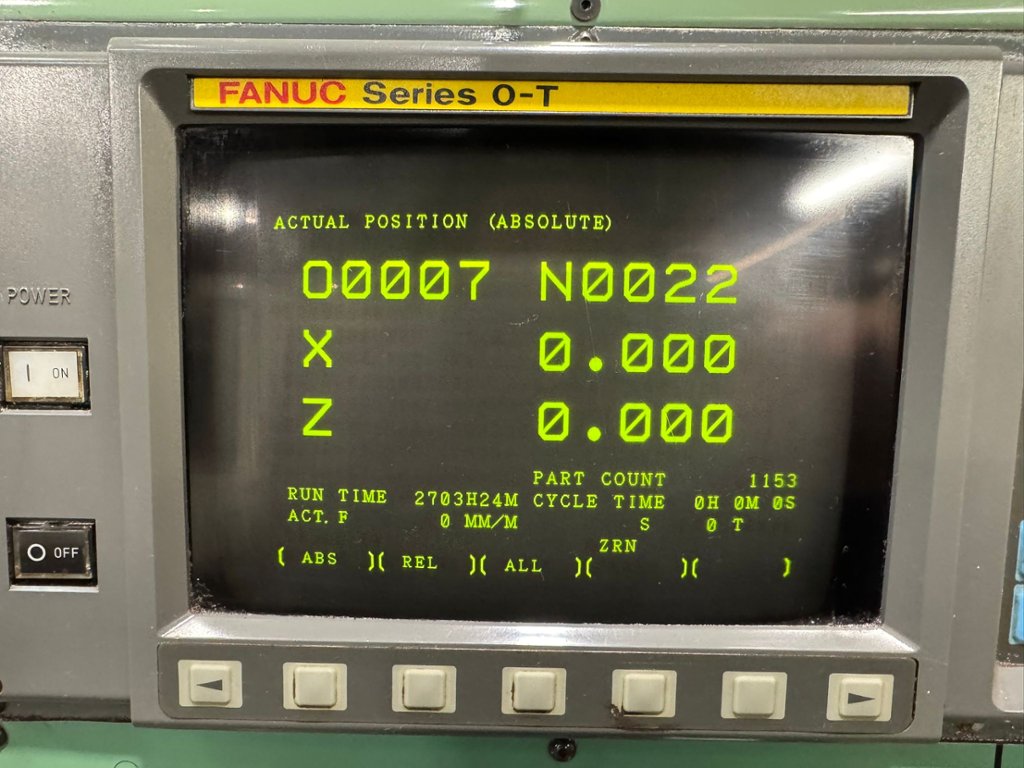 FANUC Series 0-T
ACTUAL POSITION (ABSOLUTE)
O0007 N0022
X 0.000
Z 0.000
PART COUNT 1153
RUN TIME 2703H24M CYCLE TIME 0H 0M 0S
ACT.F 0 MM/M S 0 T
ZRN
( ABS )( REL )( ALL )( )( )
POWER
| ON
O OFF